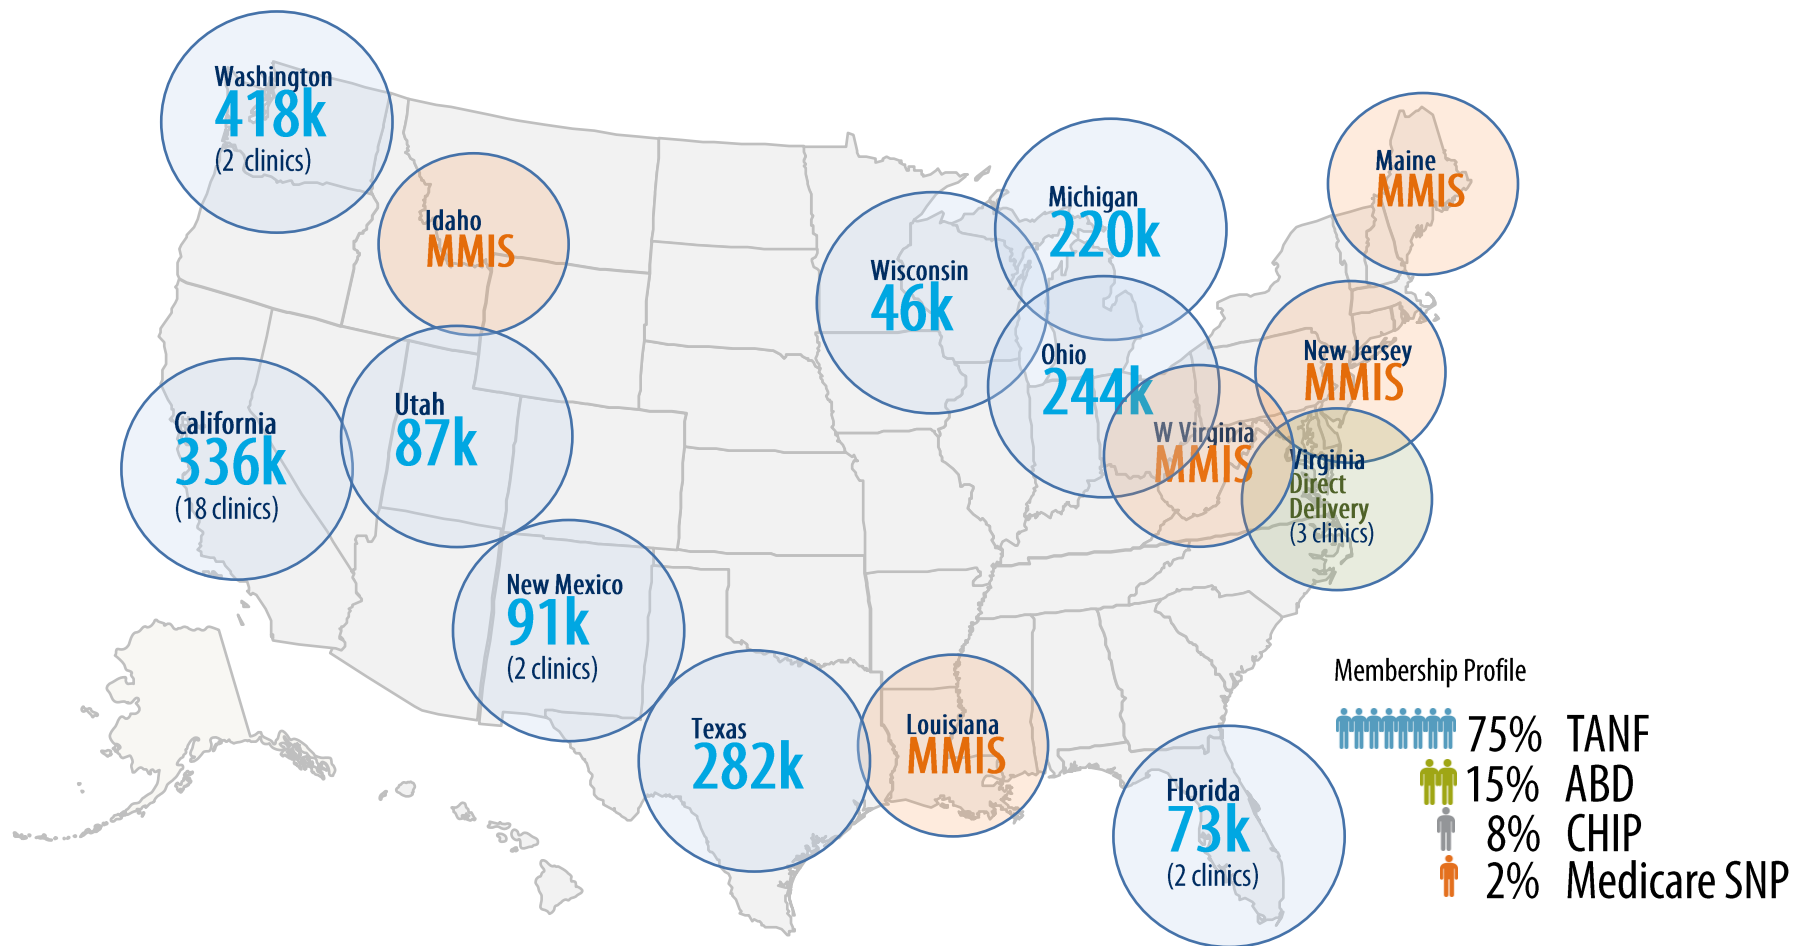 Washington
418k
(2 clinics)
Idaho
MMIS
Maine
MMIS
Michigan
220k
Wisconsin
46k
Ohio
244k
New Jersey
MMIS
California
336k
(18 clinics)
Utah
87k
W Virginia
MMIS
Virginia
Direct
Delivery
(3 clinics)
New Mexico
91k
(2 clinics)
Texas
282k
Louisiana
MMIS
Florida
73k
(2 clinics)
Membership Profile
75% TANF
15% ABD
8% CHIP
2% Medicare SNP